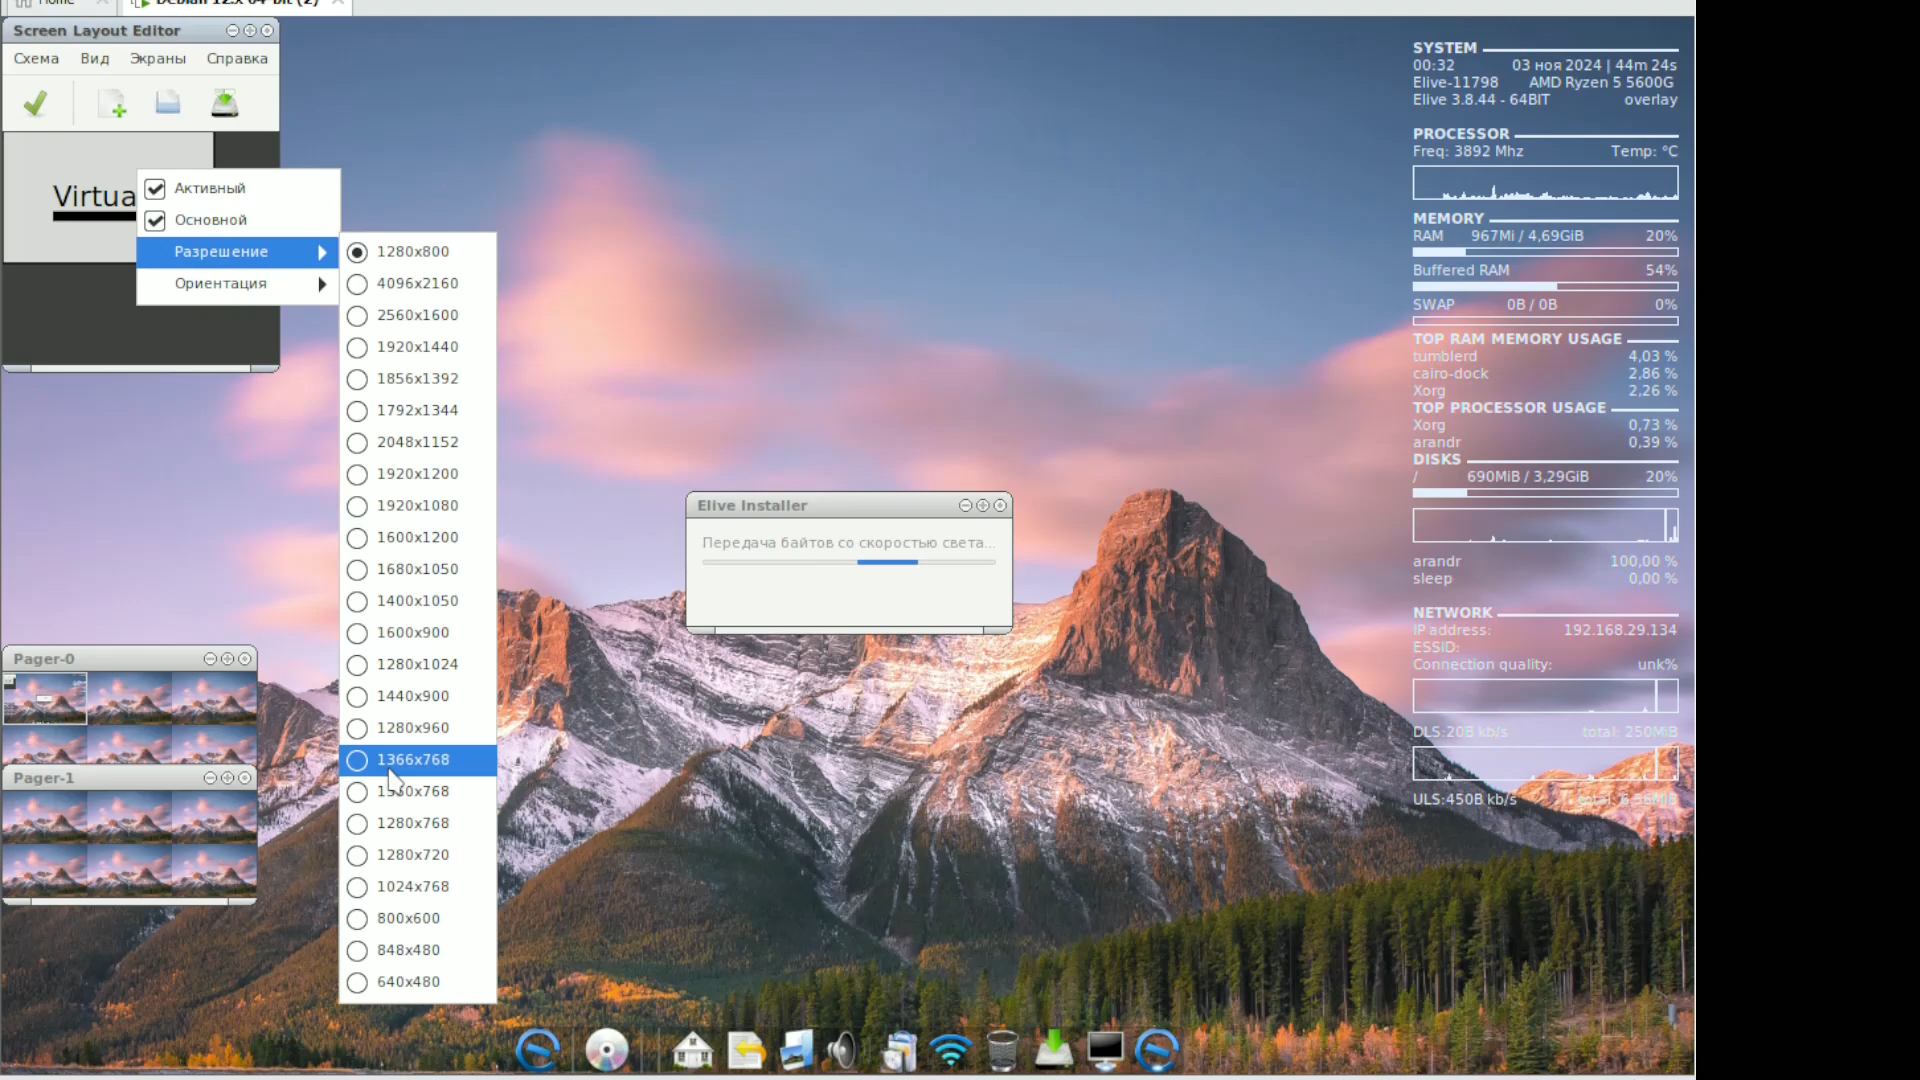 Home
Debian 12.x 64-bit (2)
Screen Layout Editor
Схема Вид Экраны Справка
Virtua
Активный
Основной
Разрешение
Ориентация
1280x800
4096x2160
2560x1600
1920x1440
1856x1392
1792x1344
2048x1152
1920x1200
1920x1080
1600x1200
1680x1050
1400x1050
1600x900
1280x1024
1440x900
1280x960
1366x768
1280x768
1280x720
1024x768
800x600
848x480
640x480
Elive Installer
Передача байтов со скоростью света...
Pager-0
Pager-1
SYSTEM
00:32 03 ноя 2024 | 44m 24s
Elive-11798 AMD Ryzen 5 5600G
Elive 3.8.44 - 64BIT overlay
PROCESSOR
Freq: 3892 Mhz Temp: °C
MEMORY
RAM 967Mi / 4,69GiB 20%
Buffered RAM 54%
SWAP 0B / 0B 0%
TOP RAM MEMORY USAGE
tumblerd 4,03 %
cairo-dock 2,86 %
Xorg 2,26 %
TOP PROCESSOR USAGE
Xorg 0,73 %
arandr 0,39 %
DISKS
/ 690MiB / 3,29GiB 20%
arandr 100,00 %
sleep 0,00 %
NETWORK
IP address: 192.168.29.134
ESSID:
Connection quality: unk%
DLS:20B kb/s total: 250MiB
ULS:450B kb/s total: